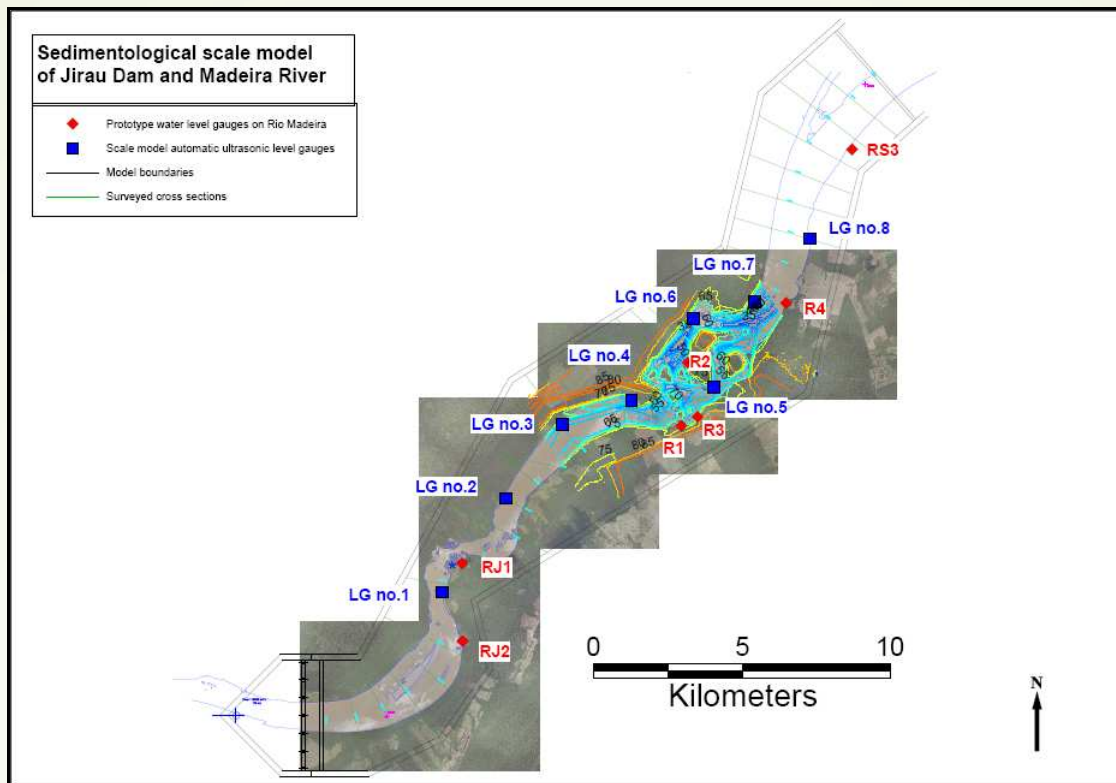 Sedimentological scale model
of Jirau Dam and Madeira River
Prototype water level gauges on Rio Madeira
Scale model automatic ultrasonic level gauges
Model boundaries
Surveyed cross sections
RS3
LG no.8
LG no.7
LG no.6
R4
R2
LG no.4
LG no.5
LG no.3
R3
R1
75
LG no.2
RJ1
LG no.1
RJ2
0 5 10
Kilometers
N